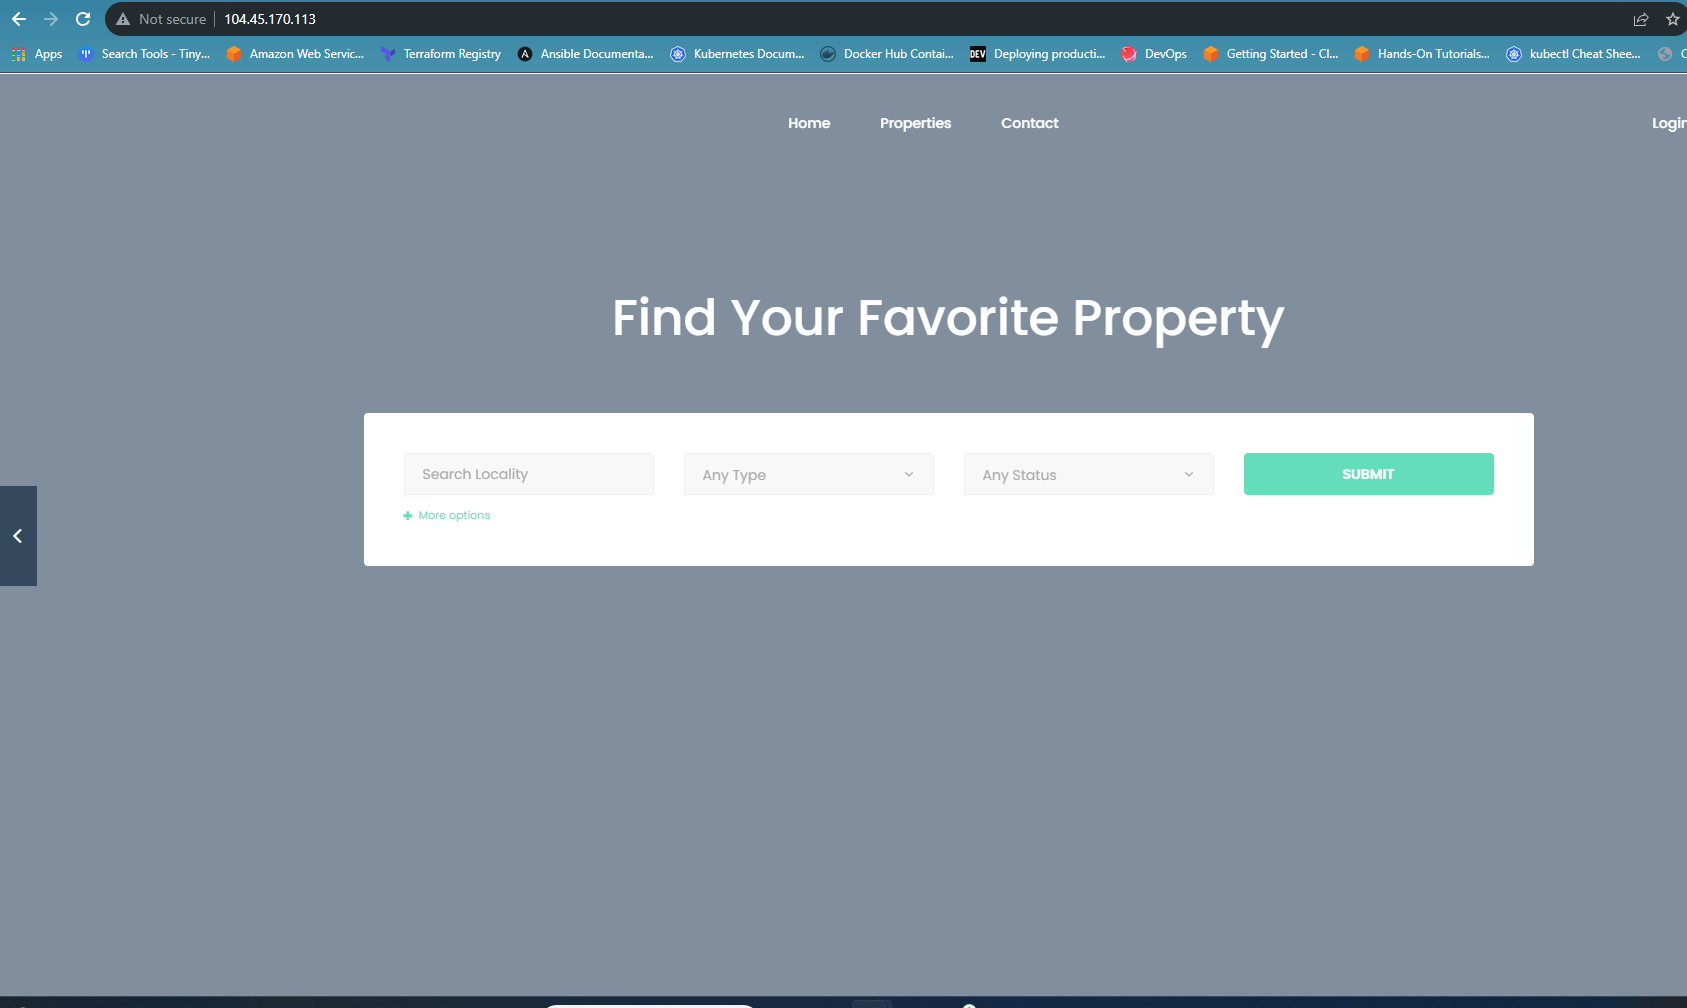 Not secure | 104.45.170.113
Apps Search Tools - Tiny... Amazon Web Servic... Terraform Registry A Ansible Documenta... Kubernetes Docum... Docker Hub Contai... DEV Deploying producti... DevOps Getting Started - Cl... Hands-On Tutorials... kubectl Cheat Shee... C
Home Properties Contact Login
Find Your Favorite Property
Search Locality Any Type Any Status SUBMIT
More options